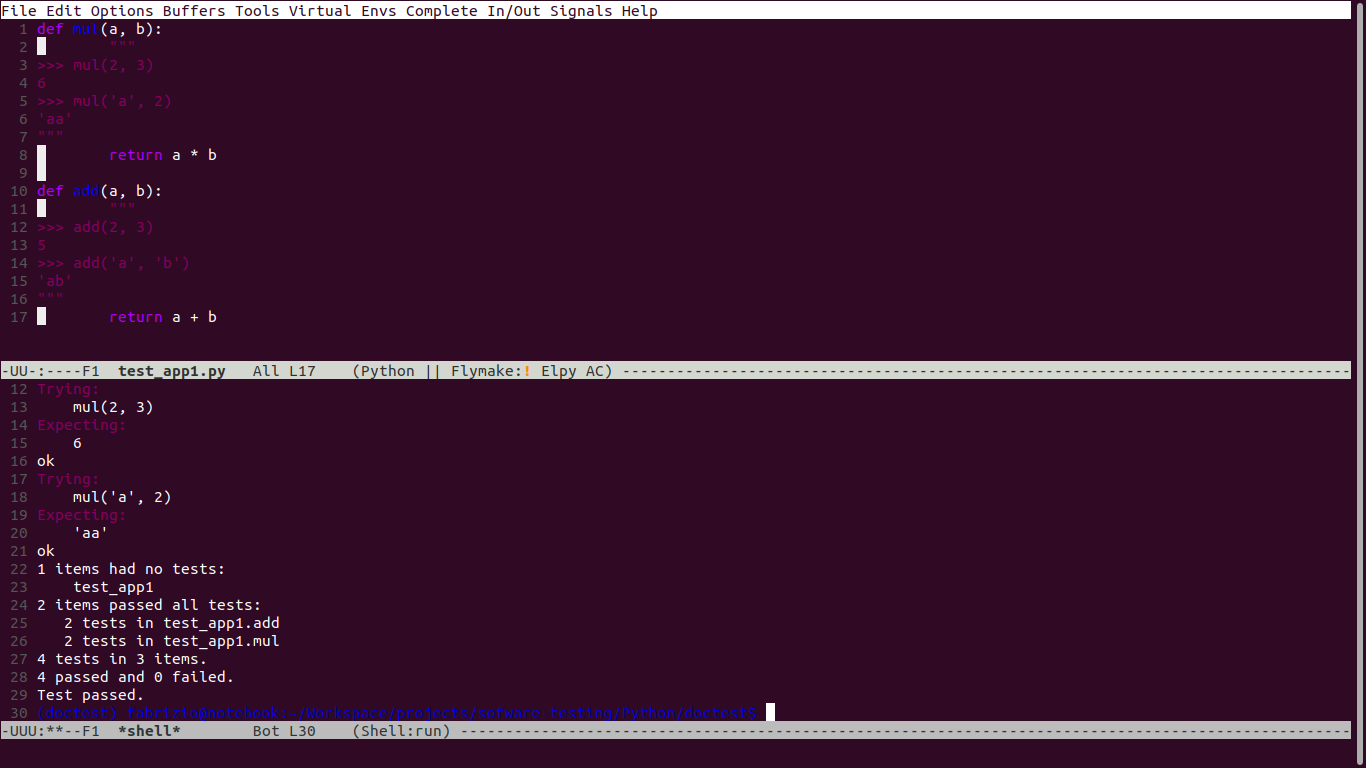 File Edit Options Buffers Tools Virtual Envs Complete In/Out Signals Help
1 def mul(a, b):
2         """
3 >>> mul(2, 3)
4 6
5 >>> mul('a', 2)
6 'aa'
7 """
8         return a * b
9
10 def add(a, b):
11         """
12 >>> add(2, 3)
13 5
14 >>> add('a', 'b')
15 'ab'
16 """
17         return a + b
-UU-:----F1  test_app1.py   All L17    (Python || Flymake:! Elpy AC) ----------------------------------------------------------------------------------
12 Trying:
13     mul(2, 3)
14 Expecting:
15     6
16 ok
17 Trying:
18     mul('a', 2)
19 Expecting:
20     'aa'
21 ok
22 1 items had no tests:
23     test_app1
24 2 items passed all tests:
25    2 tests in test_app1.add
26    2 tests in test_app1.mul
27 4 tests in 3 items.
28 4 passed and 0 failed.
29 Test passed.
30 (doctest) fabrizio@notebook:~/Workspace/projects/sofware-testing/Python/doctest$
-UUU:**--F1  *shell*        Bot L30    (Shell:run) ----------------------------------------------------------------------------------------------------